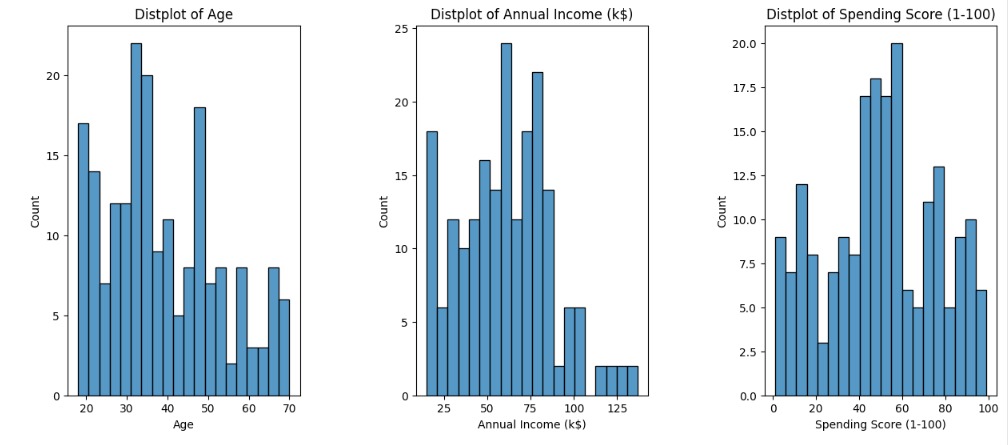 Distplot of Age
20
15
10
5
0
Count
20 30 40 50 60 70
Age
Distplot of Annual Income (k$)
25
20
15
10
5
0
Count
25 50 75 100 125
Annual Income (k$)
Distplot of Spending Score (1-100)
20.0
17.5
15.0
12.5
10.0
7.5
5.0
2.5
0.0
Count
0 20 40 60 80 100
Spending Score (1-100)